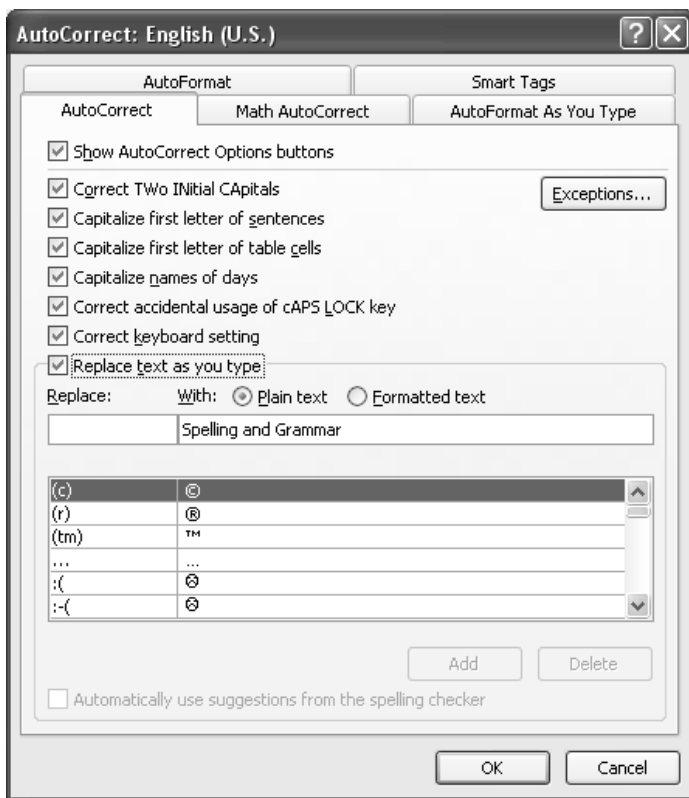 AutoCorrect: English (U.S.)
AutoFormat Smart Tags
AutoCorrect Math AutoCorrect AutoFormat As You Type
Show AutoCorrect Options buttons
Correct TWo INitial CApitals Exceptions...
Capitalize first letter of sentences
Capitalize first letter of table cells
Capitalize names of days
Correct accidental usage of cAPS LOCK key
Correct keyboard setting
Replace text as you type
Replace: With: Plain text Formatted text
Spelling and Grammar
(c) ©
(r) ®
(tm) ™
... ...
:( ☹
:-( ☹
Add Delete
Automatically use suggestions from the spelling checker
OK Cancel